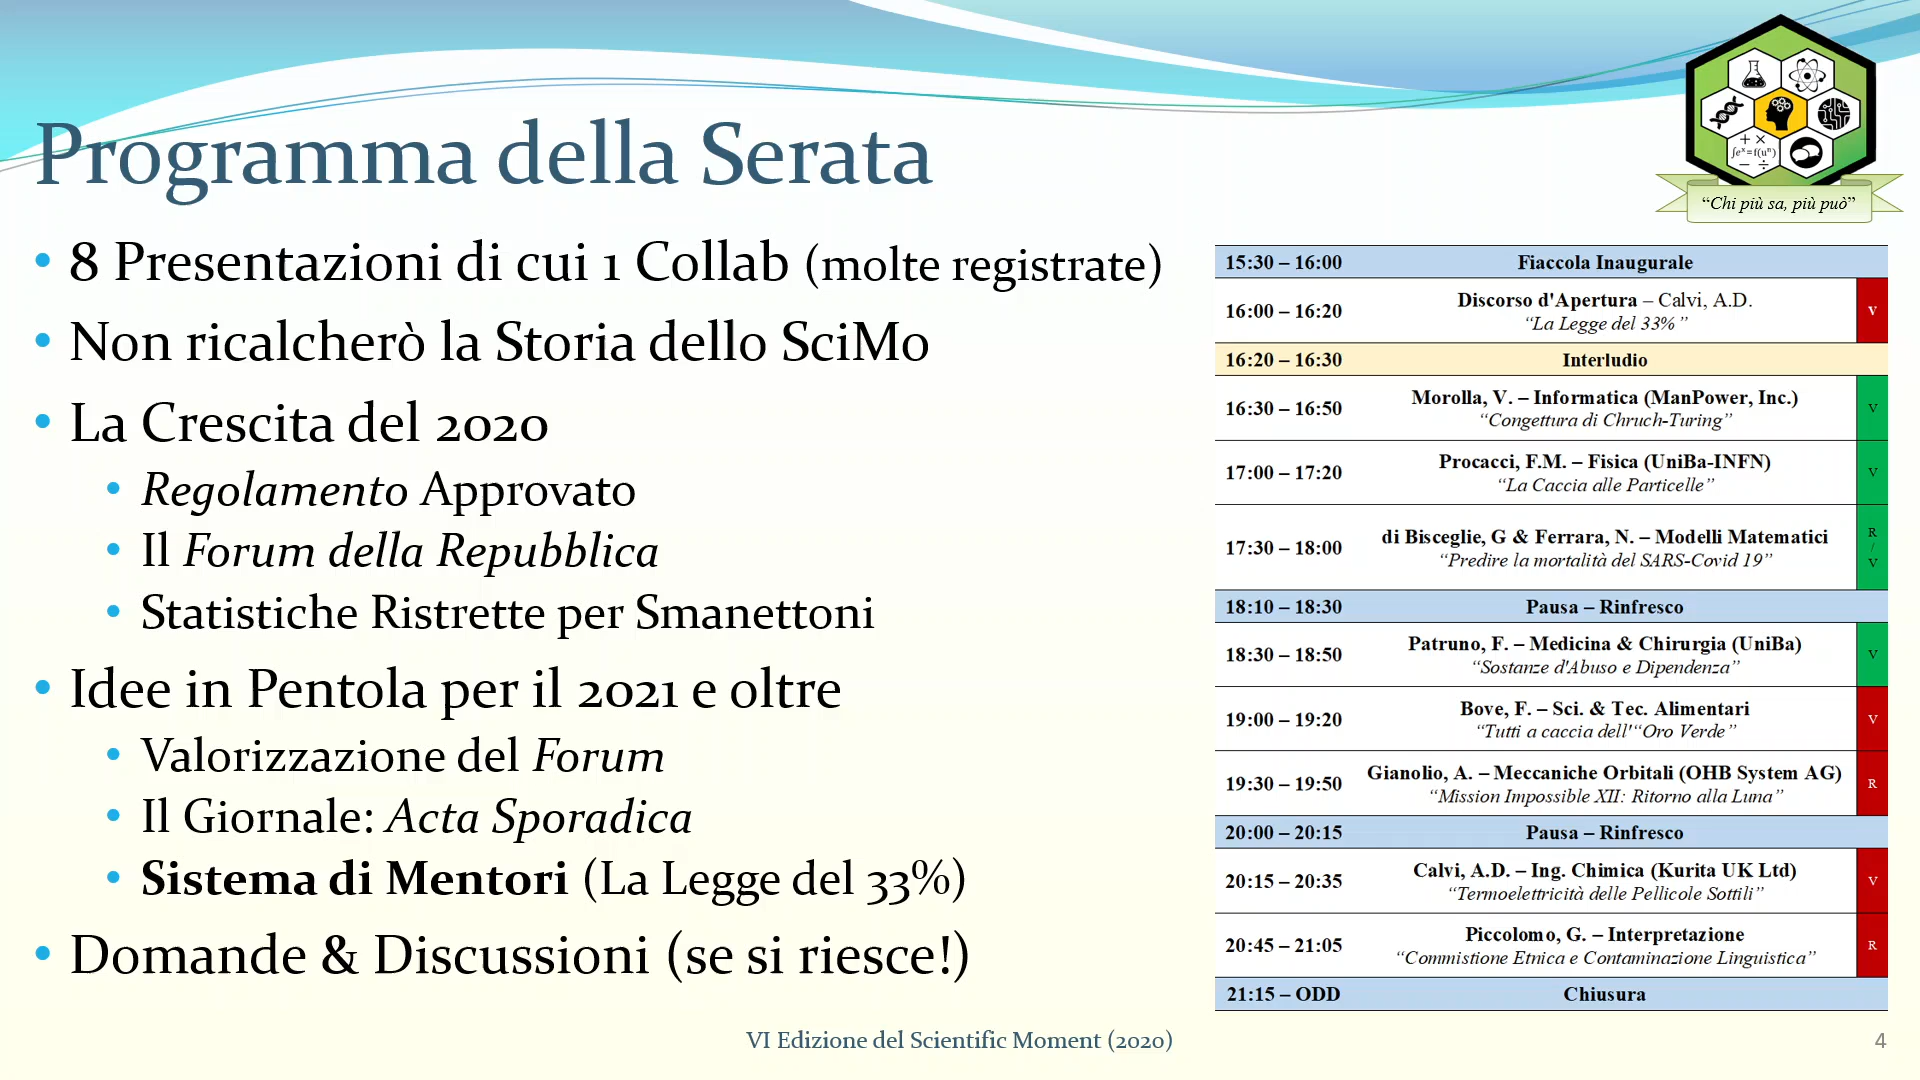 Programma della Serata
+ ×
∫eˣ=f(uⁿ)
− ÷
“Chi più sa, più può”
• 8 Presentazioni di cui 1 Collab (molte registrate)
• Non ricalcherò la Storia dello SciMo
• La Crescita del 2020
• Regolamento Approvato
• Il Forum della Repubblica
• Statistiche Ristrette per Smanettoni
• Idee in Pentola per il 2021 e oltre
• Valorizzazione del Forum
• Il Giornale: Acta Sporadica
• Sistema di Mentori (La Legge del 33%)
• Domande & Discussioni (se si riesce!)
15:30 – 16:00 Fiaccola Inaugurale
16:00 – 16:20 Discorso d'Apertura – Calvi, A.D. V
“La Legge del 33%”
16:20 – 16:30 Interludio
16:30 – 16:50 Morolla, V. – Informatica (ManPower, Inc.) V
“Congettura di Chruch-Turing”
17:00 – 17:20 Procacci, F.M. – Fisica (UniBa-INFN) V
“La Caccia alle Particelle”
17:30 – 18:00 di Bisceglie, G & Ferrara, N. – Modelli Matematici R / V
“Predire la mortalità del SARS-Covid 19”
18:10 – 18:30 Pausa – Rinfresco
18:30 – 18:50 Patruno, F. – Medicina & Chirurgia (UniBa) V
“Sostanze d'Abuso e Dipendenza”
19:00 – 19:20 Bove, F. – Sci. & Tec. Alimentari V
“Tutti a caccia dell'“Oro Verde”
19:30 – 19:50 Gianolio, A. – Meccaniche Orbitali (OHB System AG) R
“Mission Impossible XII: Ritorno alla Luna”
20:00 – 20:15 Pausa – Rinfresco
20:15 – 20:35 Calvi, A.D. – Ing. Chimica (Kurita UK Ltd) V
“Termoelettricità delle Pellicole Sottili”
20:45 – 21:05 Piccolomo, G. – Interpretazione R
“Commistione Etnica e Contaminazione Linguistica”
21:15 – ODD Chiusura
VI Edizione del Scientific Moment (2020)
4